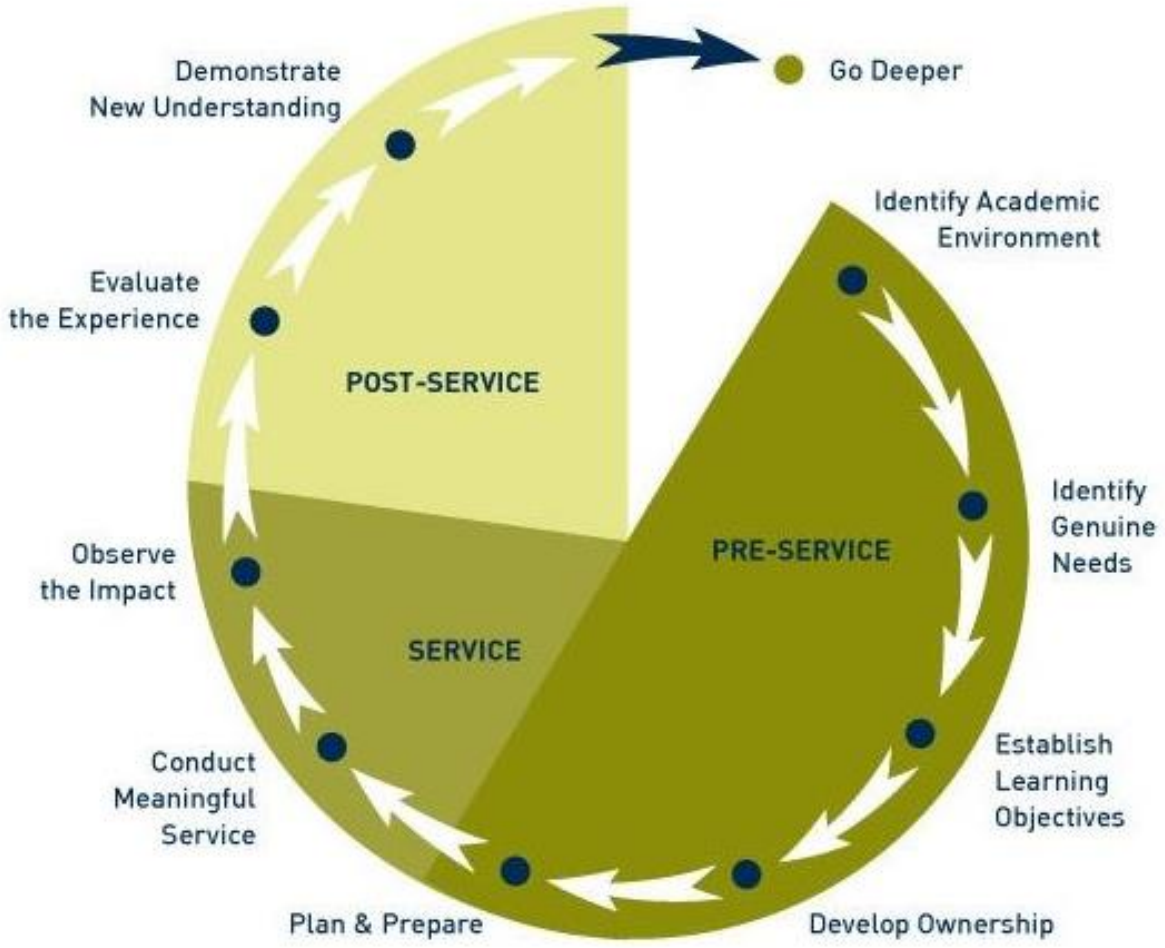 Demonstrate
New Understanding
Go Deeper
Identify Academic
Environment
Evaluate
the Experience
POST-SERVICE
Identify
Genuine
Needs
PRE-SERVICE
Observe
the Impact
SERVICE
Establish
Learning
Objectives
Conduct
Meaningful
Service
Plan & Prepare
Develop Ownership